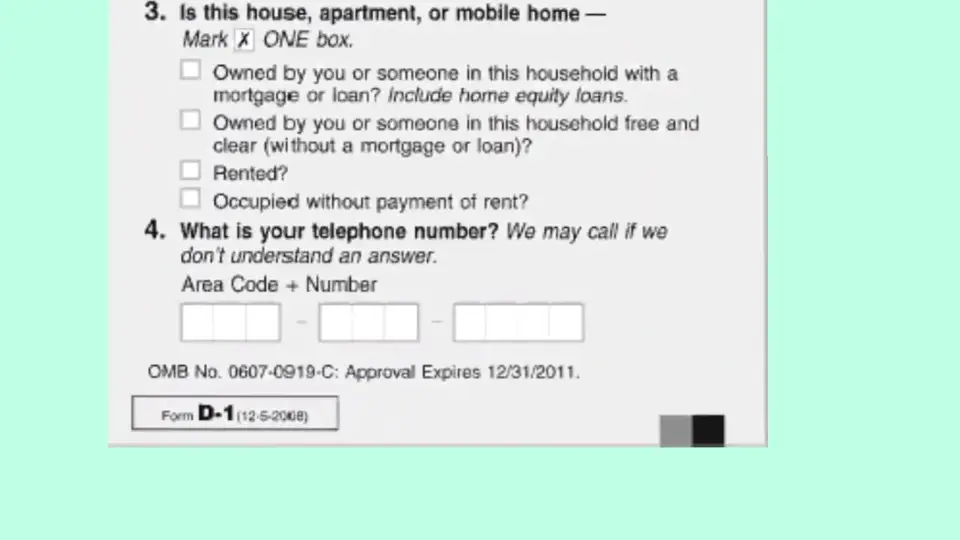 3. Is this house, apartment, or mobile home —
Mark X ONE box.
Owned by you or someone in this household with a
mortgage or loan? Include home equity loans.
Owned by you or someone in this household free and
clear (without a mortgage or loan)?
Rented?
Occupied without payment of rent?
4. What is your telephone number? We may call if we
don't understand an answer.
Area Code + Number
- -
OMB No. 0607-0919-C: Approval Expires 12/31/2011.
Form D-1 (12-5-2008)